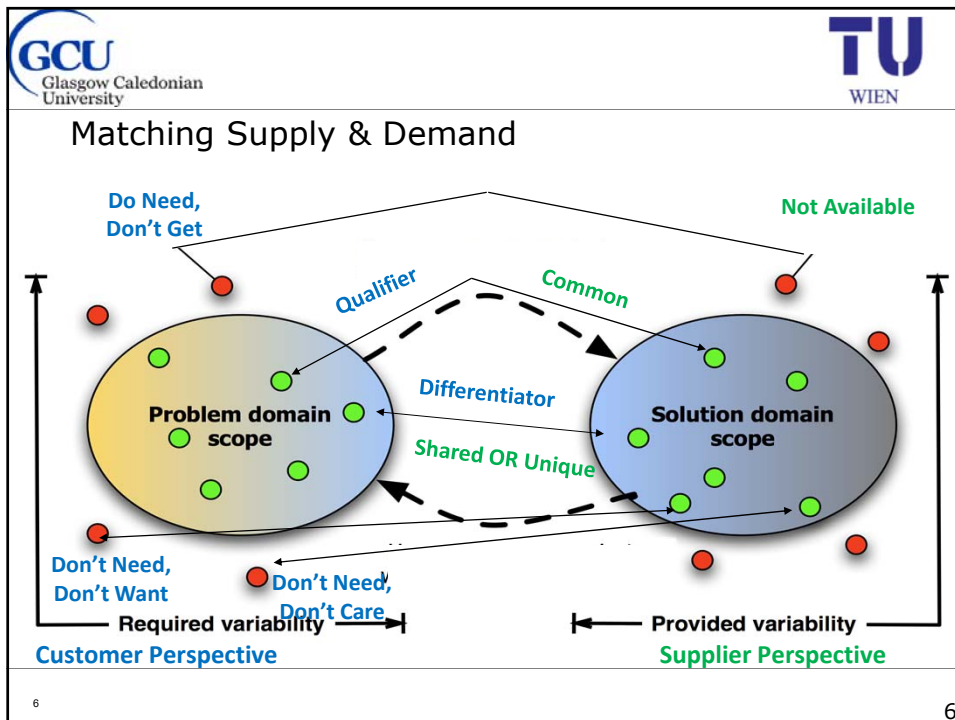 GCU
Glasgow Caledonian
University
TU
WIEN
Matching Supply & Demand
Do Need,
Don't Get
Not Available
Qualifier
Common
Problem domain
scope
Differentiator
Solution domain
scope
Shared OR Unique
Don't Need,
Don't Want
Don't Need,
Don't Care
Required variability
Provided variability
Customer Perspective
Supplier Perspective
6
6